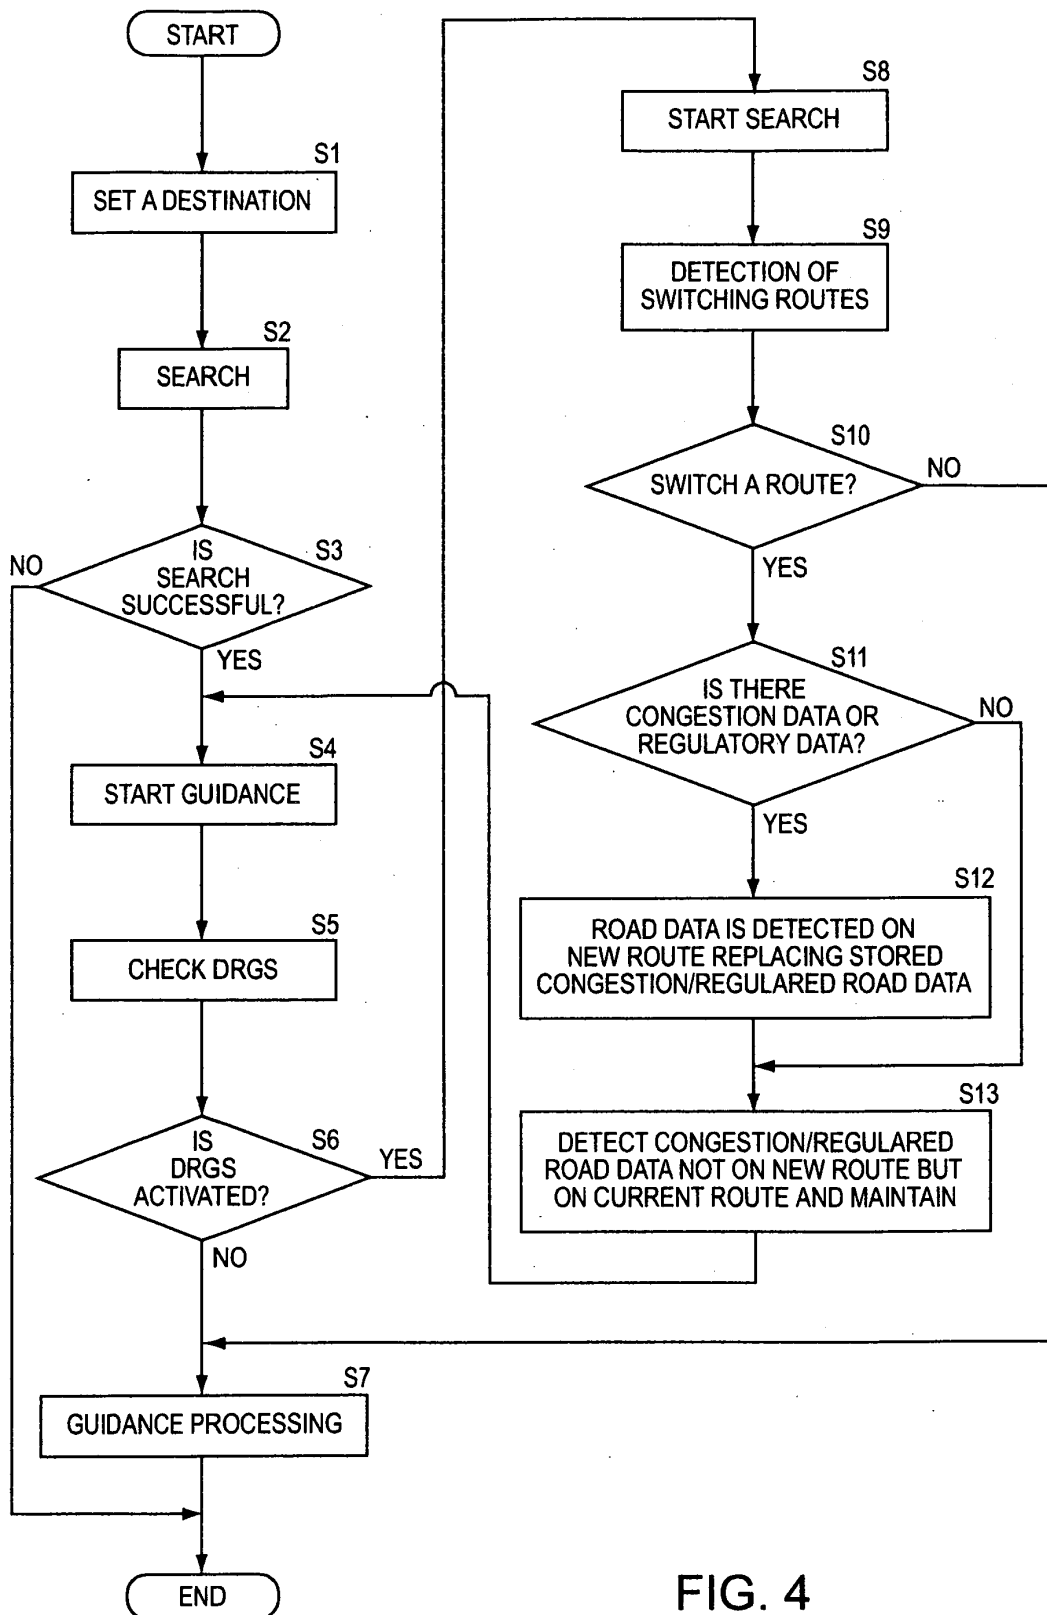 START
S1
SET A DESTINATION
S2
SEARCH
S3
IS
SEARCH
SUCCESSFUL?
NO
YES
S4
START GUIDANCE
S5
CHECK DRGS
S6
IS
DRGS
ACTIVATED?
YES
NO
S7
GUIDANCE PROCESSING
END
S8
START SEARCH
S9
DETECTION OF
SWITCHING ROUTES
S10
SWITCH A ROUTE?
NO
YES
S11
IS THERE
CONGESTION DATA OR
REGULATORY DATA?
NO
YES
S12
ROAD DATA IS DETECTED ON
NEW ROUTE REPLACING STORED
CONGESTION/REGULARED ROAD DATA
S13
DETECT CONGESTION/REGULARED
ROAD DATA NOT ON NEW ROUTE BUT
ON CURRENT ROUTE AND MAINTAIN
FIG. 4